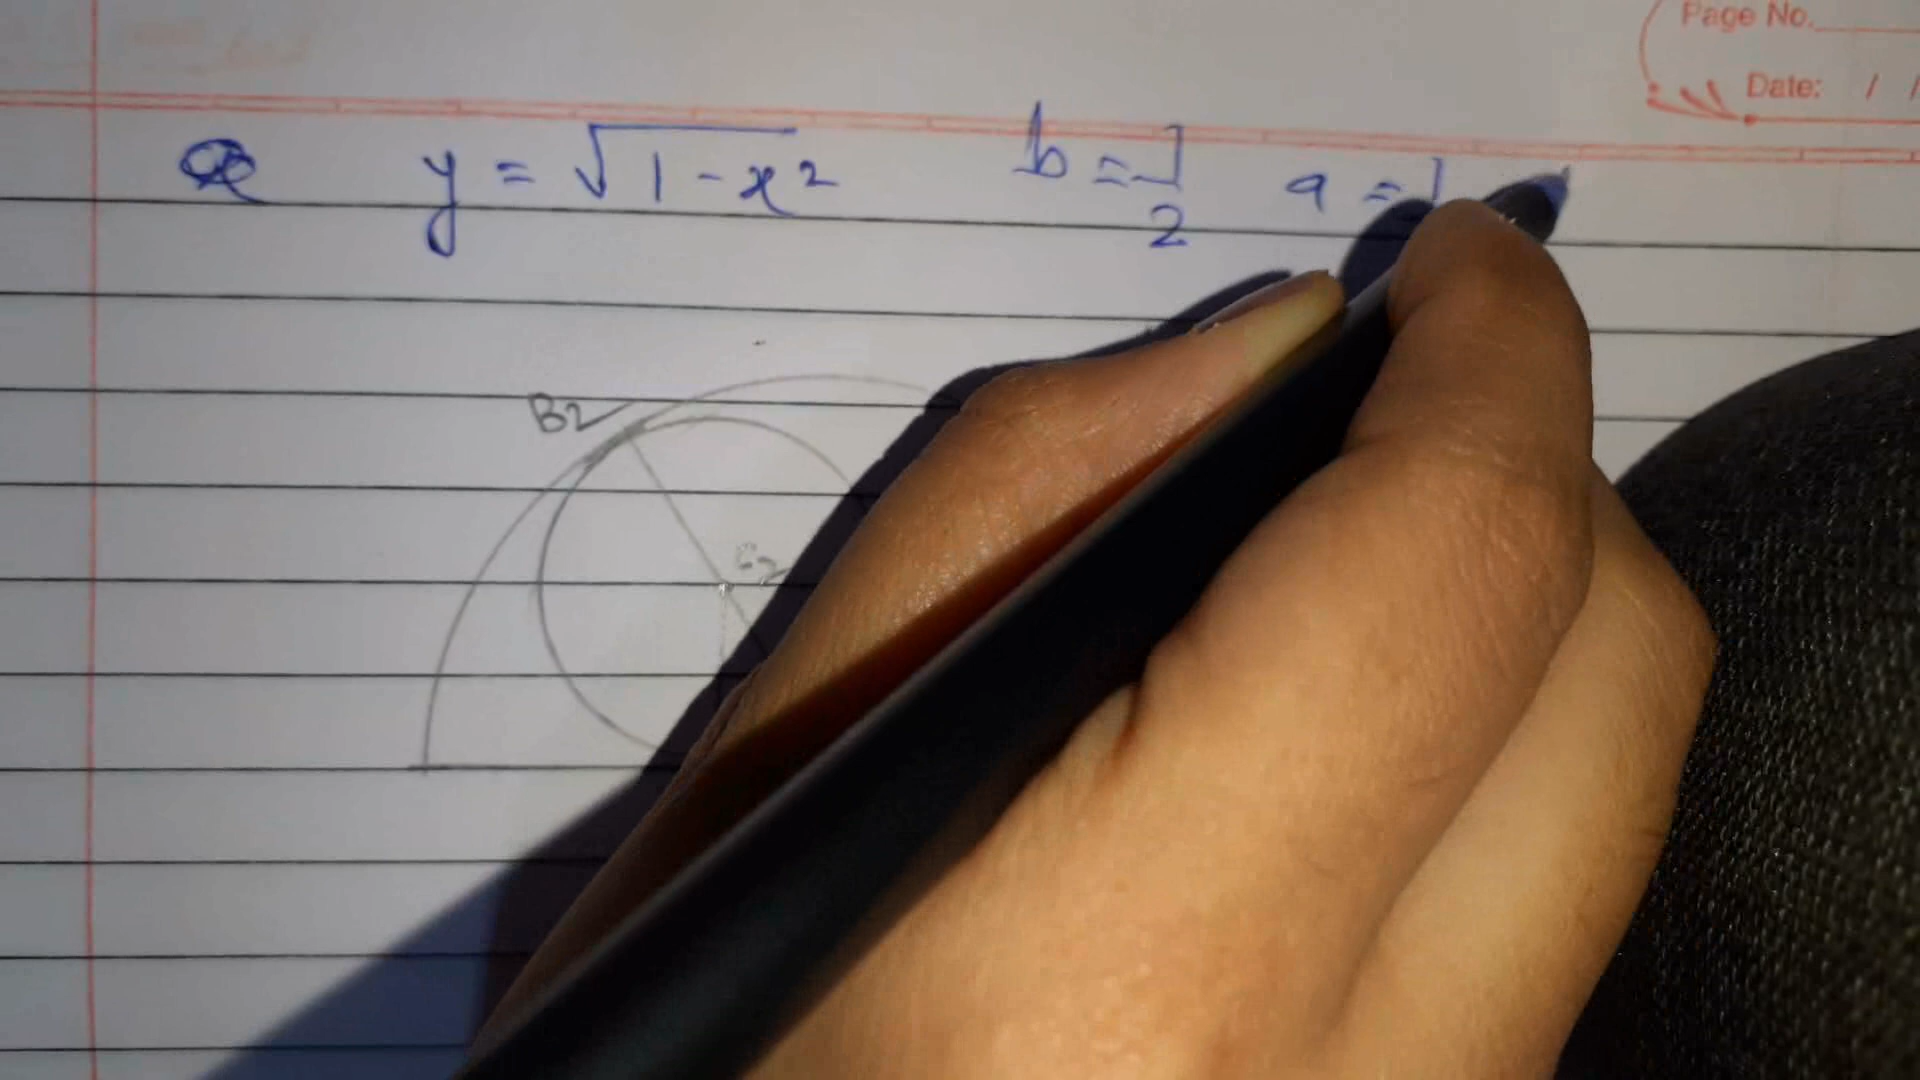 Page No.
Date: / /
y = √1-x² b = 1/2 a = 1
B2